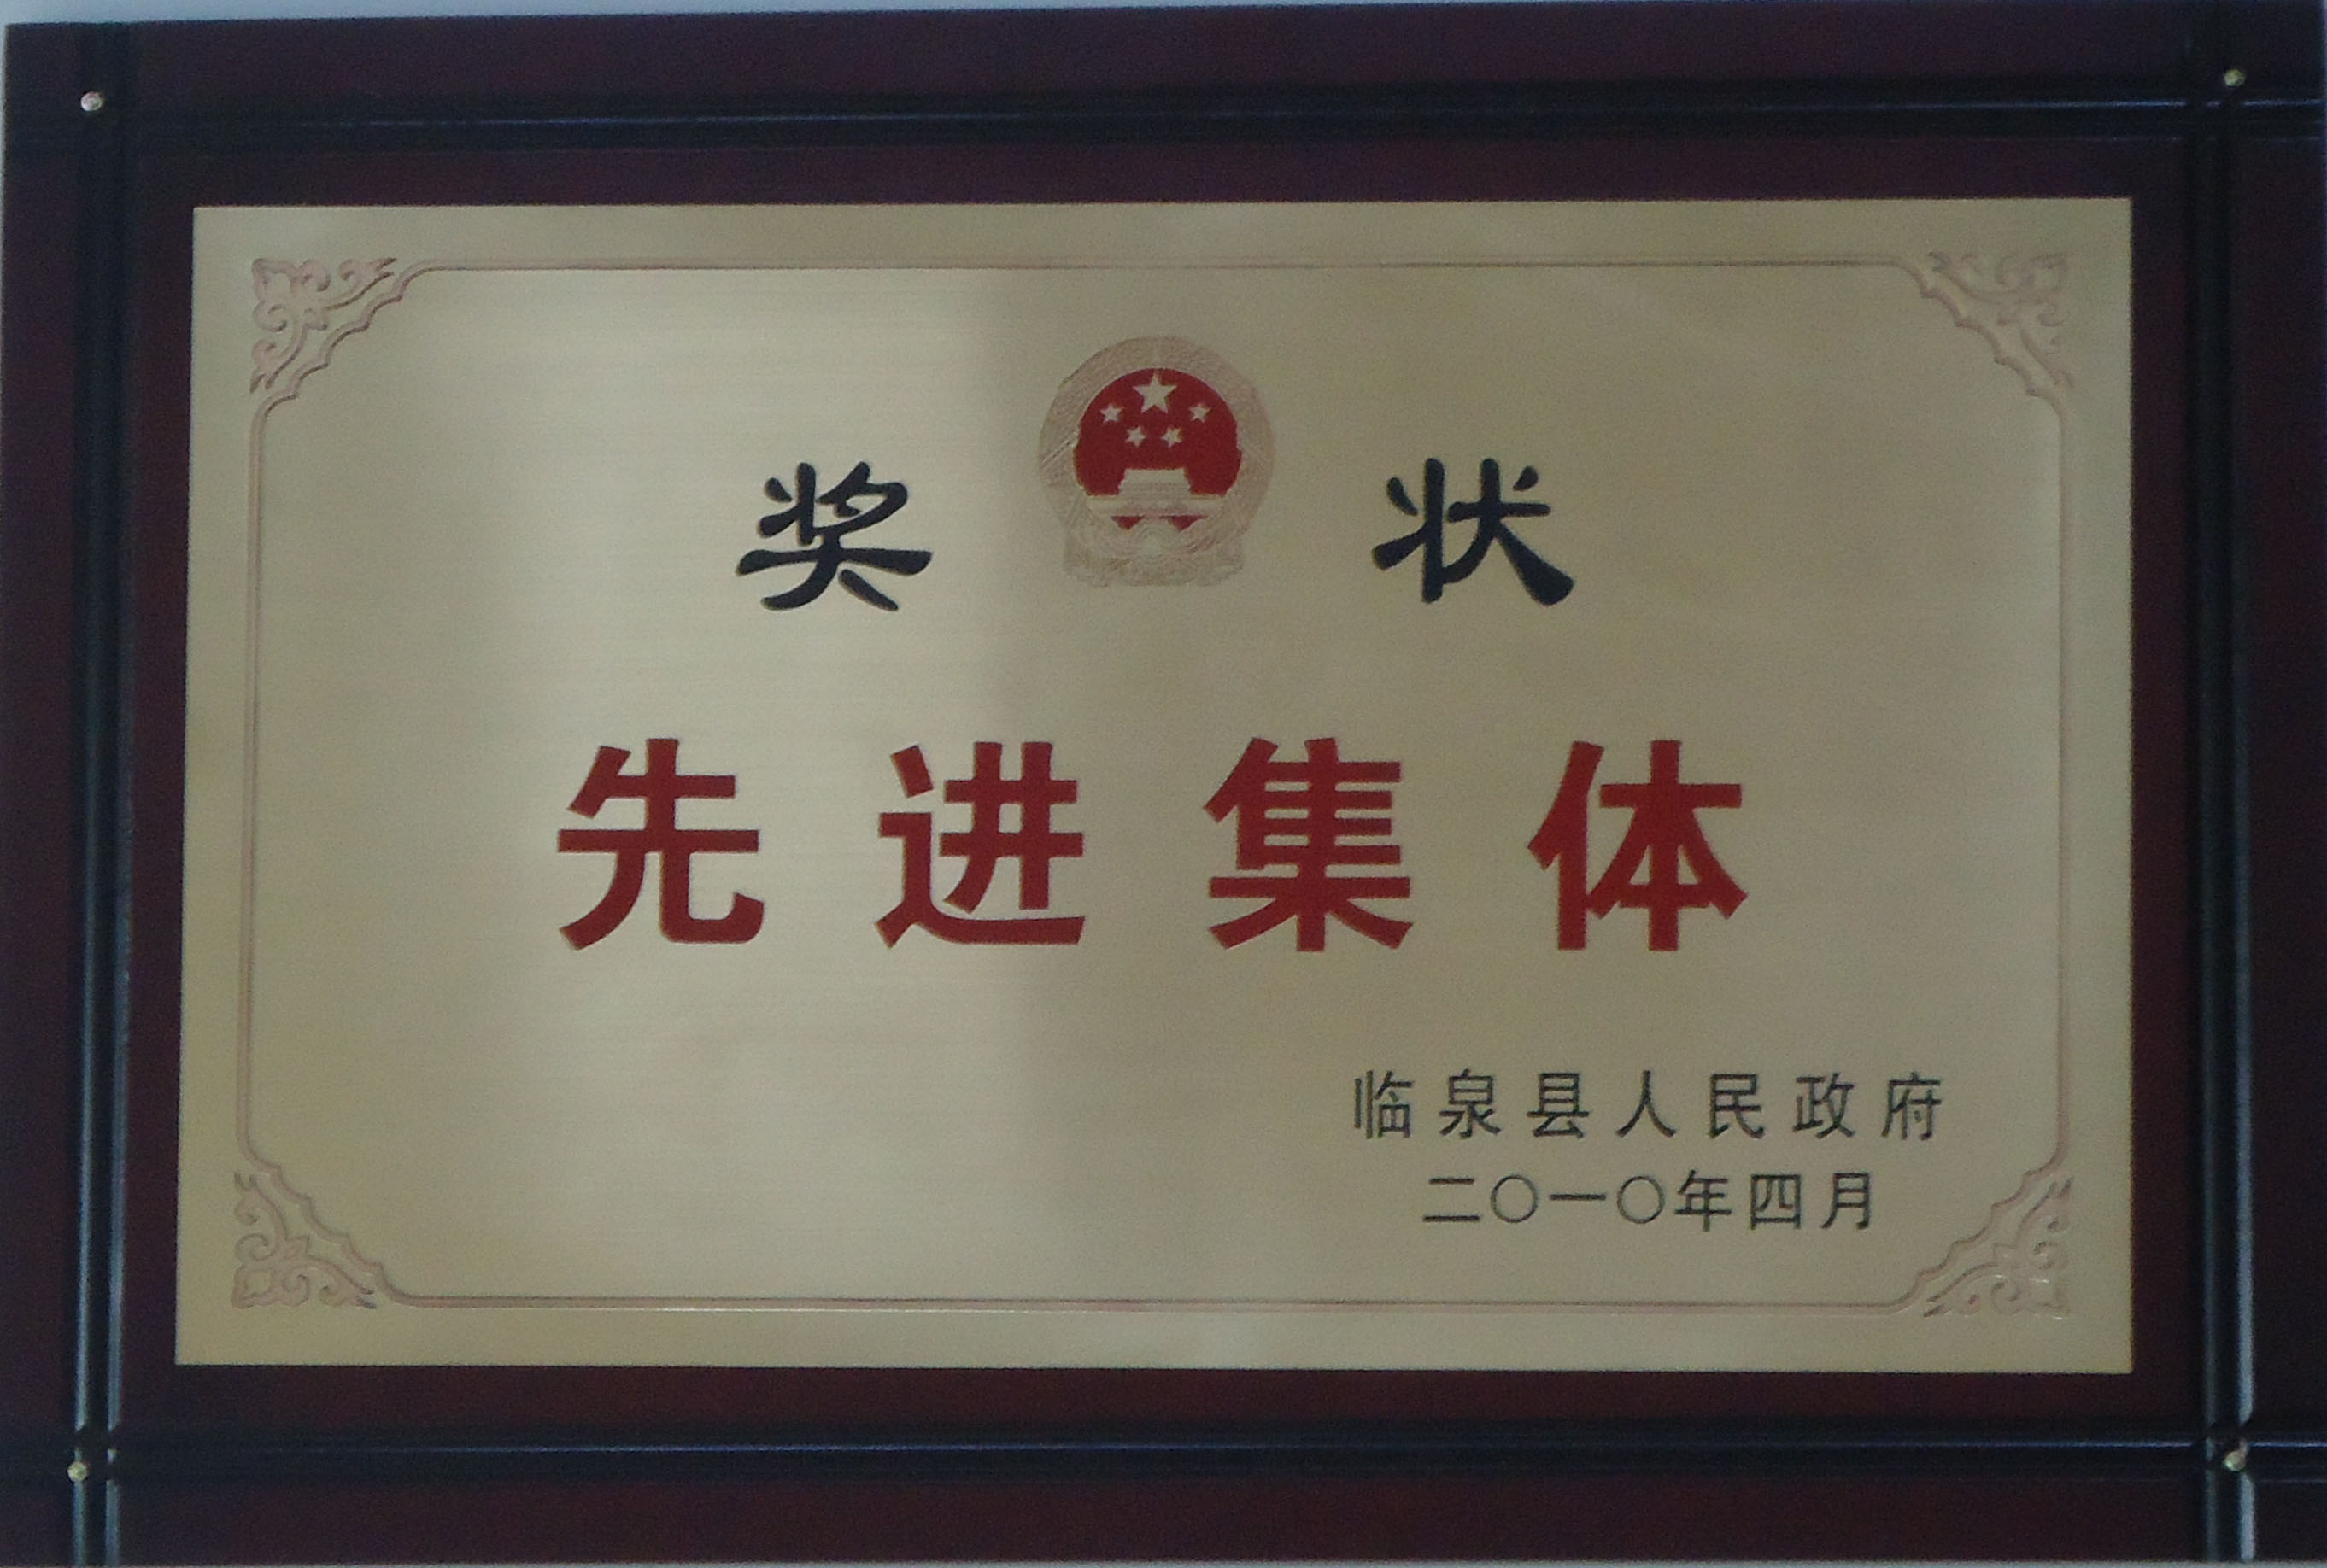 奖状
先进集体
临泉县人民政府
二〇一〇年四月